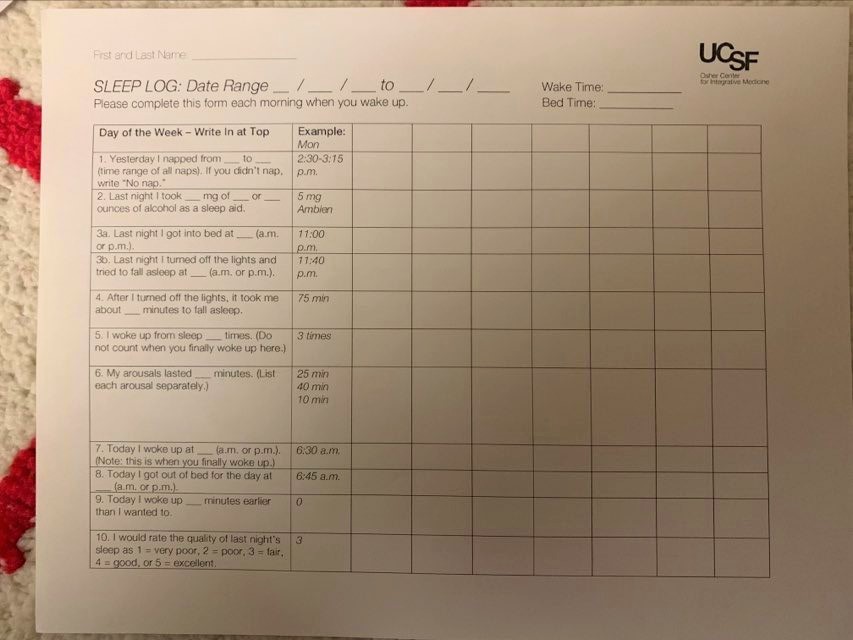 First and Last Name: ____________
UCSF
Osher Center
for Integrative Medicine
SLEEP LOG: Date Range __ / __ / __ to __ / __ / ___
Wake Time: _________
Please complete this form each morning when you wake up.
Bed Time: _________
Day of the Week – Write In at Top
Example:
Mon
1. Yesterday I napped from ___ to ___
(time range of all naps). If you didn't nap,
write "No nap."
2:30-3:15
p.m.
2. Last night I took ___ mg of ___ or ___
ounces of alcohol as a sleep aid.
5 mg
Ambien
3a. Last night I got into bed at ___ (a.m.
or p.m.).
11:00
p.m.
3b. Last night I turned off the lights and
tried to fall asleep at ___ (a.m. or p.m.).
11:40
p.m.
4. After I turned off the lights, it took me
about ___ minutes to fall asleep.
75 min
5. I woke up from sleep ___ times. (Do
not count when you finally woke up here.)
3 times
6. My arousals lasted ___ minutes. (List
each arousal separately.)
25 min
40 min
10 min
7. Today I woke up at ___ (a.m. or p.m.).
(Note: this is when you finally woke up.)
6:30 a.m.
8. Today I got out of bed for the day at
___ (a.m. or p.m.).
6:45 a.m.
9. Today I woke up ___ minutes earlier
than I wanted to.
0
10. I would rate the quality of last night's
sleep as 1 = very poor, 2 = poor, 3 = fair,
4 = good, or 5 = excellent.
3